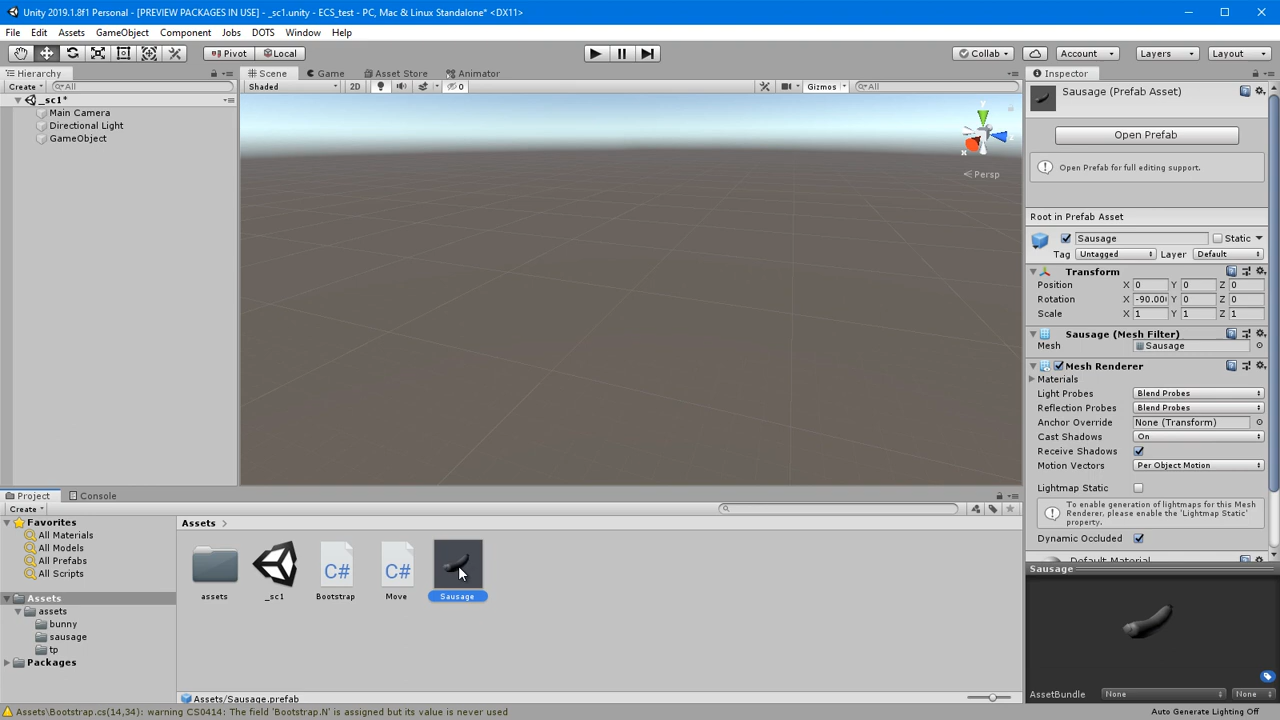 Unity 2019.1.8f1 Personal - [PREVIEW PACKAGES IN USE] - _sc1.unity - ECS_test - PC, Mac & Linux Standalone* <DX11>
File Edit Assets GameObject Component Jobs DOTS Window Help
Pivot Local Collab Account Layers Layout
Hierarchy Scene Game Asset Store Animator Inspector
Create All Shaded 2D 0 Gizmos All
_sc1*
Main Camera
Directional Light
GameObject
y
x
Persp
Sausage (Prefab Asset)
Open Prefab
Open Prefab for full editing support.
Root in Prefab Asset
Sausage Static
Tag Untagged Layer Default
Transform
Position X 0 Y 0 Z 0
Rotation X -90.00 Y 0 Z 0
Scale X 1 Y 1 Z 1
Sausage (Mesh Filter)
Mesh Sausage
Mesh Renderer
Materials
Light Probes Blend Probes
Reflection Probes Blend Probes
Anchor Override None (Transform)
Cast Shadows On
Receive Shadows
Motion Vectors Per Object Motion
Lightmap Static
To enable generation of lightmaps for this Mesh
Renderer, please enable the 'Lightmap Static'
property.
Dynamic Occluded
Default Material
Sausage
AssetBundle None None
Project Console
Create
Favorites
All Materials
All Models
All Prefabs
All Scripts
Assets
assets
bunny
sausage
tp
Packages
Assets
C# C#
assets _sc1 Bootstrap Move Sausage
Assets/Sausage.prefab
Assets\Bootstrap.cs(14,34): warning CS0414: The field 'Bootstrap.N' is assigned but its value is never used
Auto Generate Lighting Off